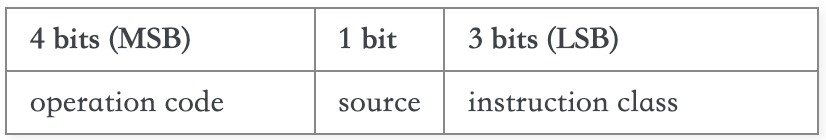 4 bits (MSB) 1 bit 3 bits (LSB)
operation code source instruction class